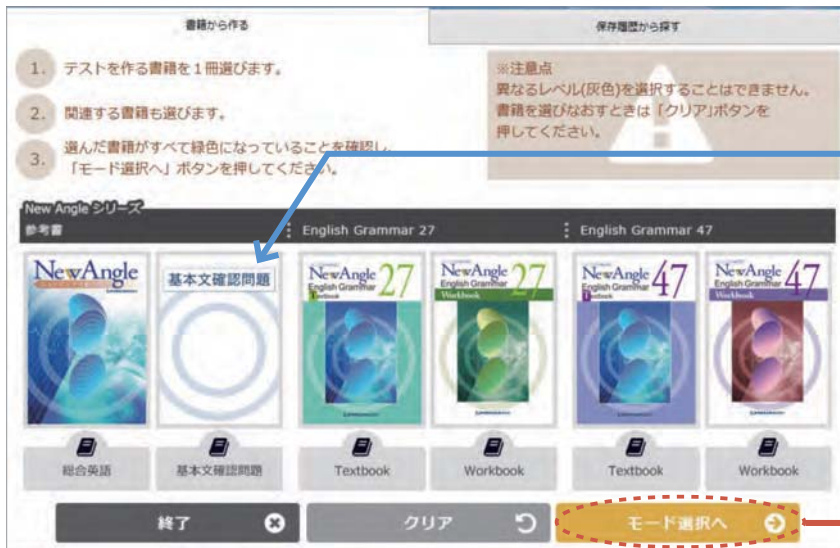 書籍から作る
保存履歴から探す
1. テストを作る書籍を1冊選びます。
2. 関連する書籍も選びます。
3. 選んだ書籍がすべて緑色になっていることを確認し、
「モード選択へ」ボタンを押してください。
※注意点
異なるレベル(灰色)を選択することはできません。
書籍を選びなおすときは「クリア」ボタンを
押してください。
New Angle シリーズ
参考書
English Grammar 27
English Grammar 47
NewAngle
基本文確認問題
NewAngle 27
English Grammar
Textbook
NewAngle 27
English Grammar
Workbook
NewAngle 47
English Grammar
Textbook
NewAngle 47
English Grammar
Workbook
総合英語
基本文確認問題
Textbook
Workbook
Textbook
Workbook
終了
クリア
モード選択へ